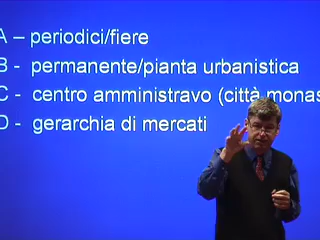 A – periodici/fiere
B - permanente/pianta urbanistica
C - centro amministravo (città monas
D - gerarchia di mercati